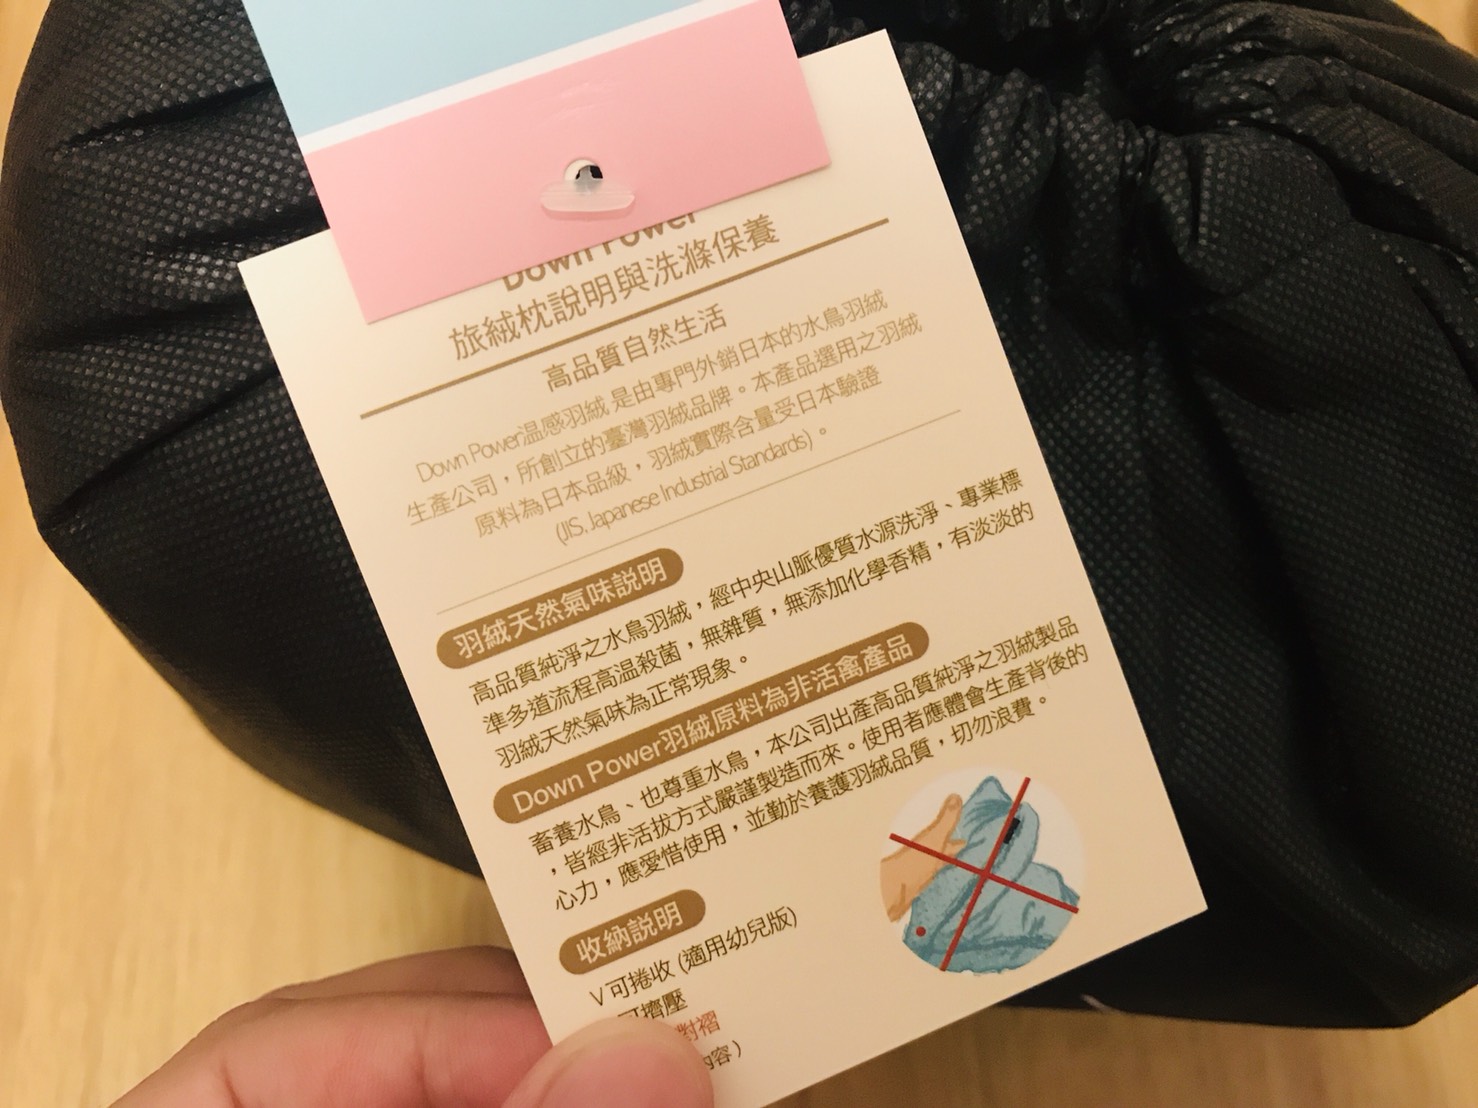 Down Power
旅絨枕說明與洗滌保養
高品質自然生活
Down Power温感羽絨 是由專門外銷日本的水鳥羽絨
生產公司，所創立的臺灣羽絨品牌。本產品選用之羽絨
原料為日本品級，羽絨實際含量受日本驗證
(JIS, Japanese Industrial Standards)。
羽絨天然氣味說明
高品質純淨之水鳥羽絨，經中央山脈優質水源洗淨、專業標
準多道流程高温殺菌，無雜質，無添加化學香精，有淡淡的
羽絨天然氣味為正常現象。
Down Power羽絨原料為非活禽產品
畜養水鳥、也尊重水鳥，本公司出產高品質純淨之羽絨製品
，皆經非活拔方式嚴謹製造而來。使用者應體會生產背後的
心力，應愛惜使用，並勤於養護羽絨品質，切勿浪費。
收納說明
V 可捲收 (適用幼兒版)
可擠壓
對褶
內容)